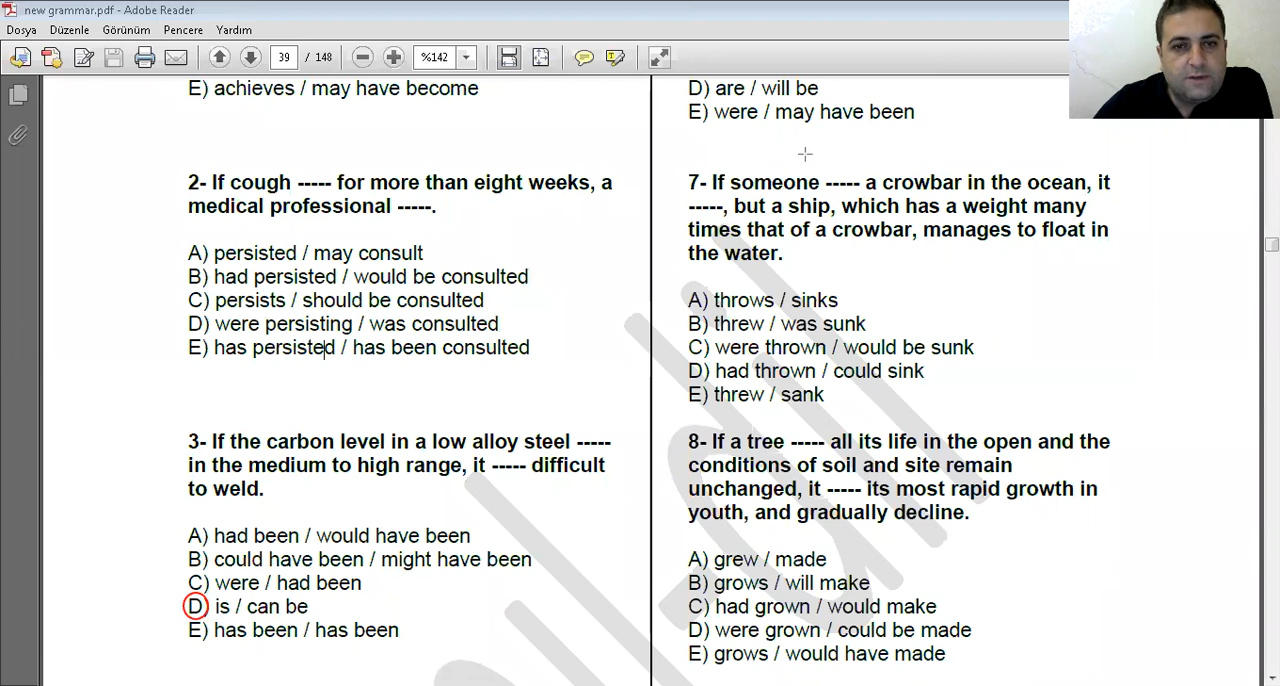 new grammar.pdf - Adobe Reader
Dosya Düzenle Görünüm Pencere Yardım
39 / 148 %142
E) achieves / may have become
2- If cough ----- for more than eight weeks, a
medical professional -----.
A) persisted / may consult
B) had persisted / would be consulted
C) persists / should be consulted
D) were persisting / was consulted
E) has persisted / has been consulted
3- If the carbon level in a low alloy steel -----
in the medium to high range, it ----- difficult
to weld.
A) had been / would have been
B) could have been / might have been
C) were / had been
D) is / can be
E) has been / has been
D) are / will be
E) were / may have been
7- If someone ----- a crowbar in the ocean, it
-----, but a ship, which has a weight many
times that of a crowbar, manages to float in
the water.
A) throws / sinks
B) threw / was sunk
C) were thrown / would be sunk
D) had thrown / could sink
E) threw / sank
8- If a tree ----- all its life in the open and the
conditions of soil and site remain
unchanged, it ----- its most rapid growth in
youth, and gradually decline.
A) grew / made
B) grows / will make
C) had grown / would make
D) were grown / could be made
E) grows / would have made